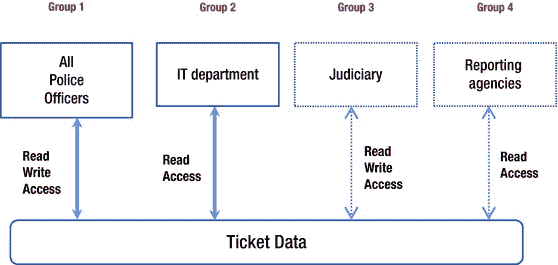 Group 1
Group 2
Group 3
Group 4
All
Police
Officers
IT department
Judiciary
Reporting
agencies
Read
Write
Access
Read
Access
Read
Write
Access
Read
Access
Ticket Data